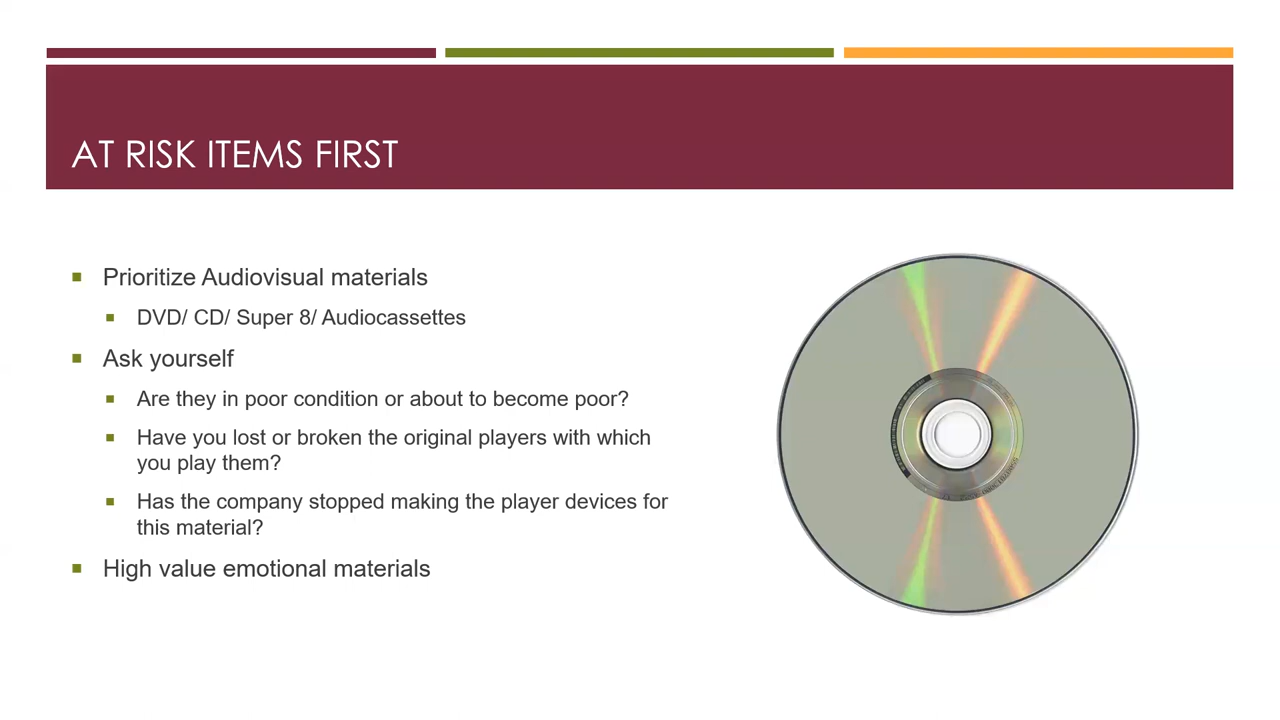 AT RISK ITEMS FIRST
Prioritize Audiovisual materials
DVD/ CD/ Super 8/ Audiocassettes
Ask yourself
Are they in poor condition or about to become poor?
Have you lost or broken the original players with which
you play them?
Has the company stopped making the player devices for
this material?
High value emotional materials